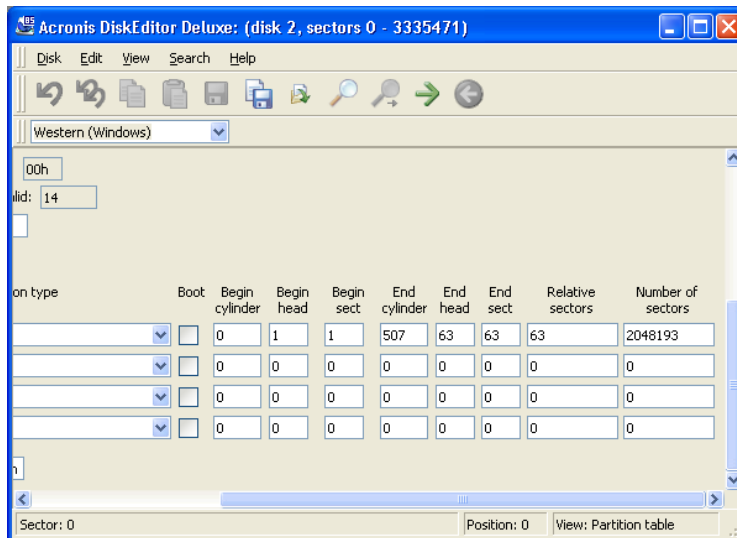 Acronis DiskEditor Deluxe: (disk 2, sectors 0 - 3335471)
Disk Edit View Search Help
Western (Windows)
00h
lid: 14
on type Boot Begin cylinder Begin head Begin sect End cylinder End head End sect Relative sectors Number of sectors
0 1 1 507 63 63 63 2048193
0 0 0 0 0 0 0 0
0 0 0 0 0 0 0 0
0 0 0 0 0 0 0 0
h
Sector: 0 Position: 0 View: Partition table